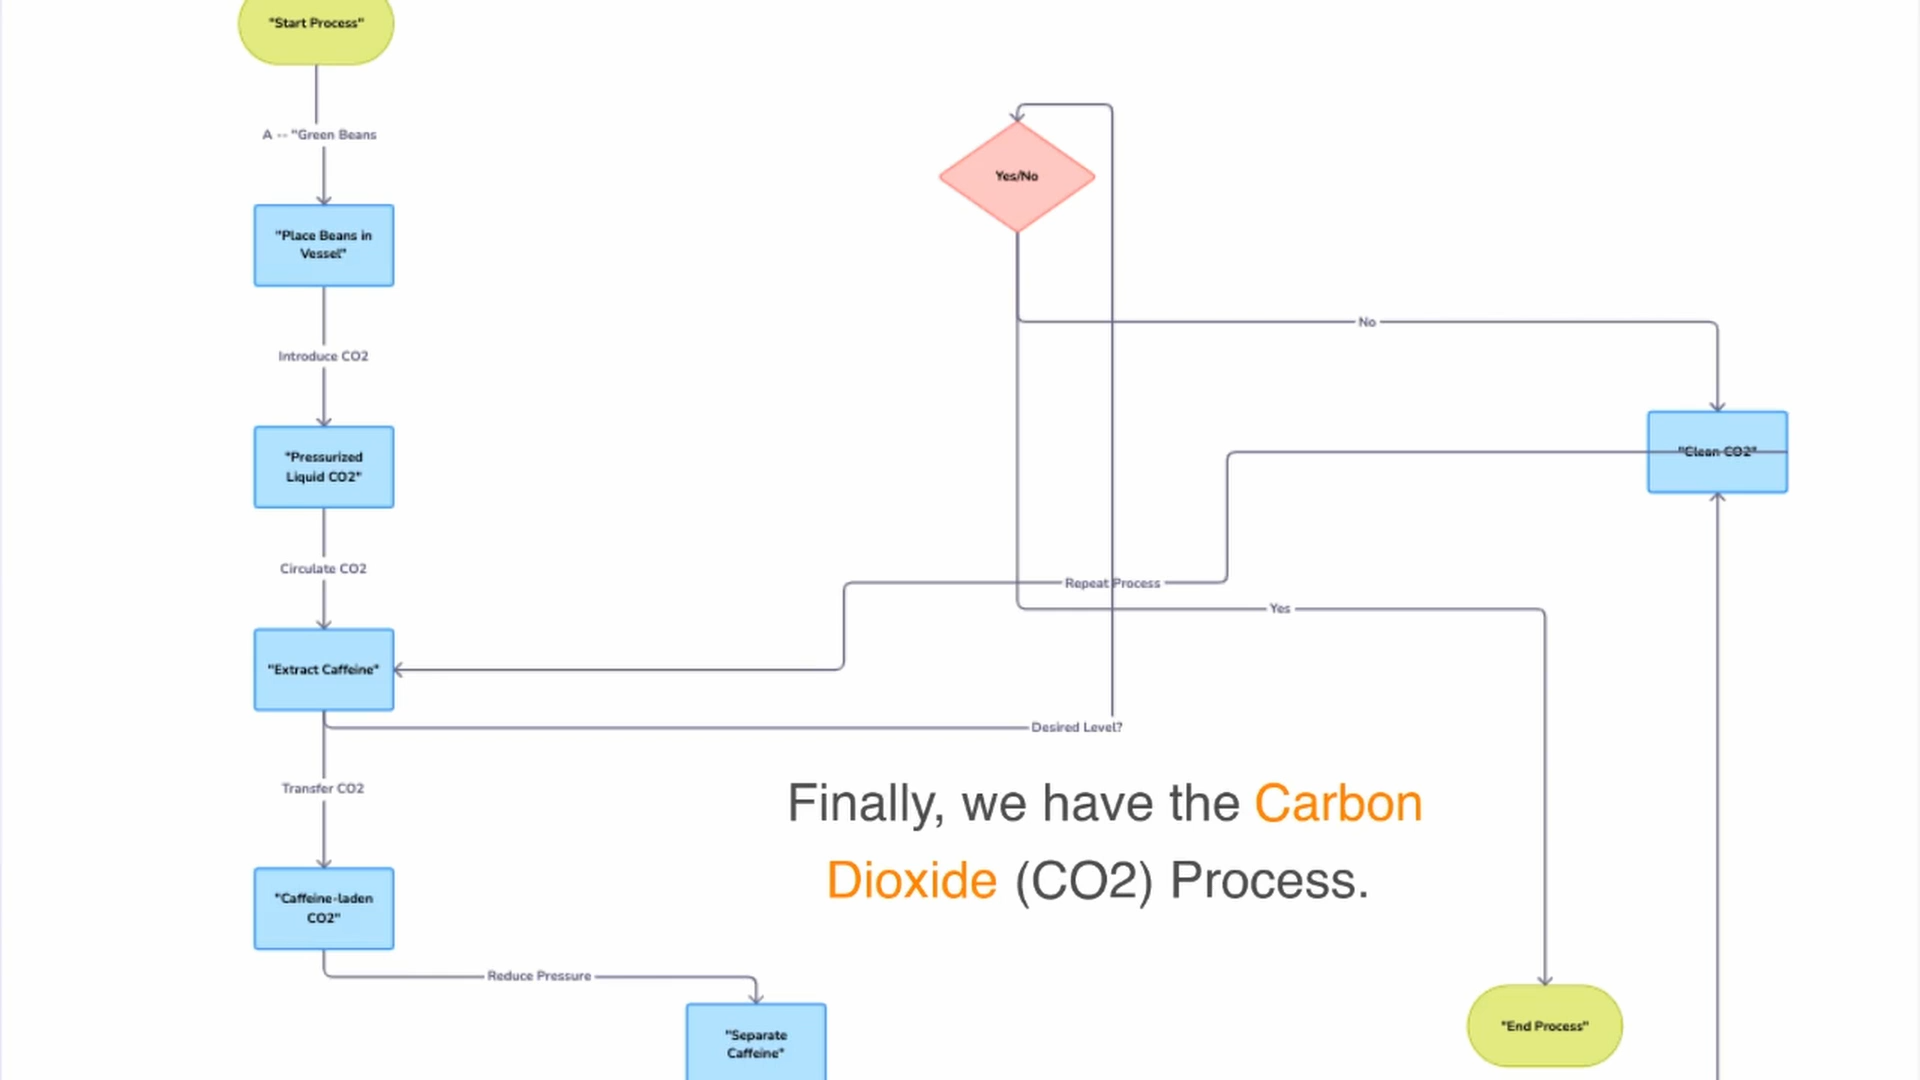 "Start Process"
A -- "Green Beans
Yes/No
"Place Beans in
Vessel"
No
Introduce CO2
"Clean CO2"
"Pressurized
Liquid CO2"
Circulate CO2
Repeat Process
Yes
"Extract Caffeine"
Desired Level?
Transfer CO2
Finally, we have the Carbon
Dioxide (CO2) Process.
"Caffeine-laden
CO2"
Reduce Pressure
"End Process"
"Separate
Caffeine"